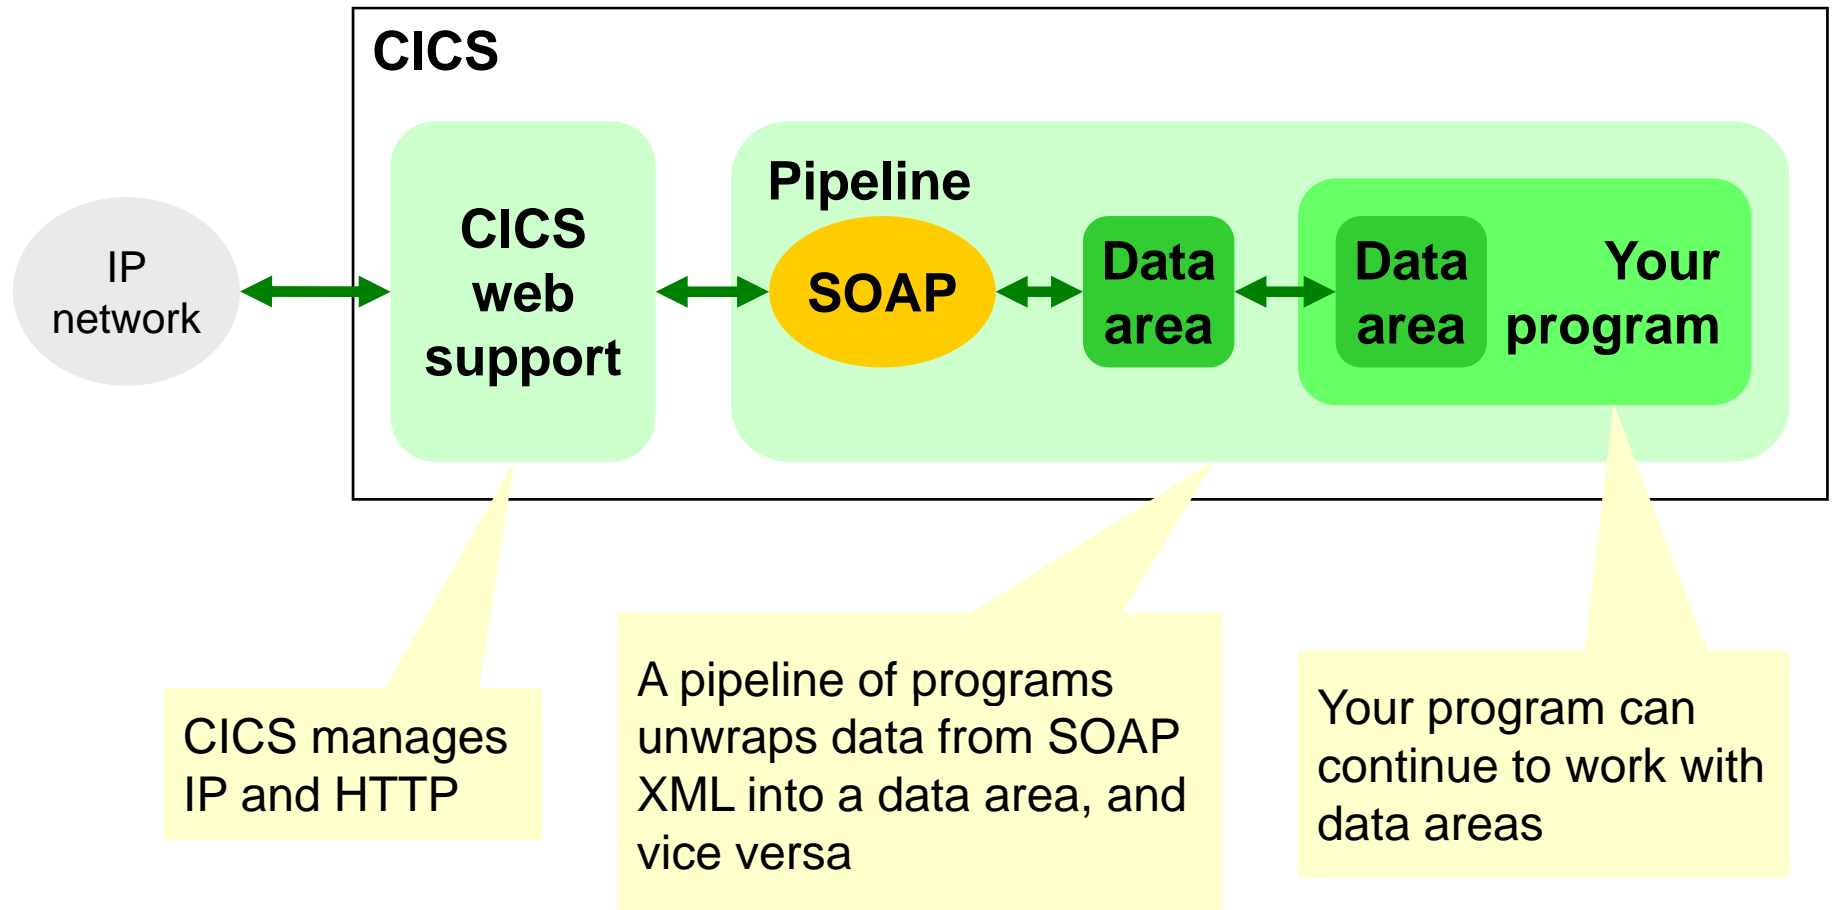 CICS
IP
network
CICS
web
support
Pipeline
SOAP
Data
area
Data
area
Your
program
CICS manages
IP and HTTP
A pipeline of programs
unwraps data from SOAP
XML into a data area, and
vice versa
Your program can
continue to work with
data areas